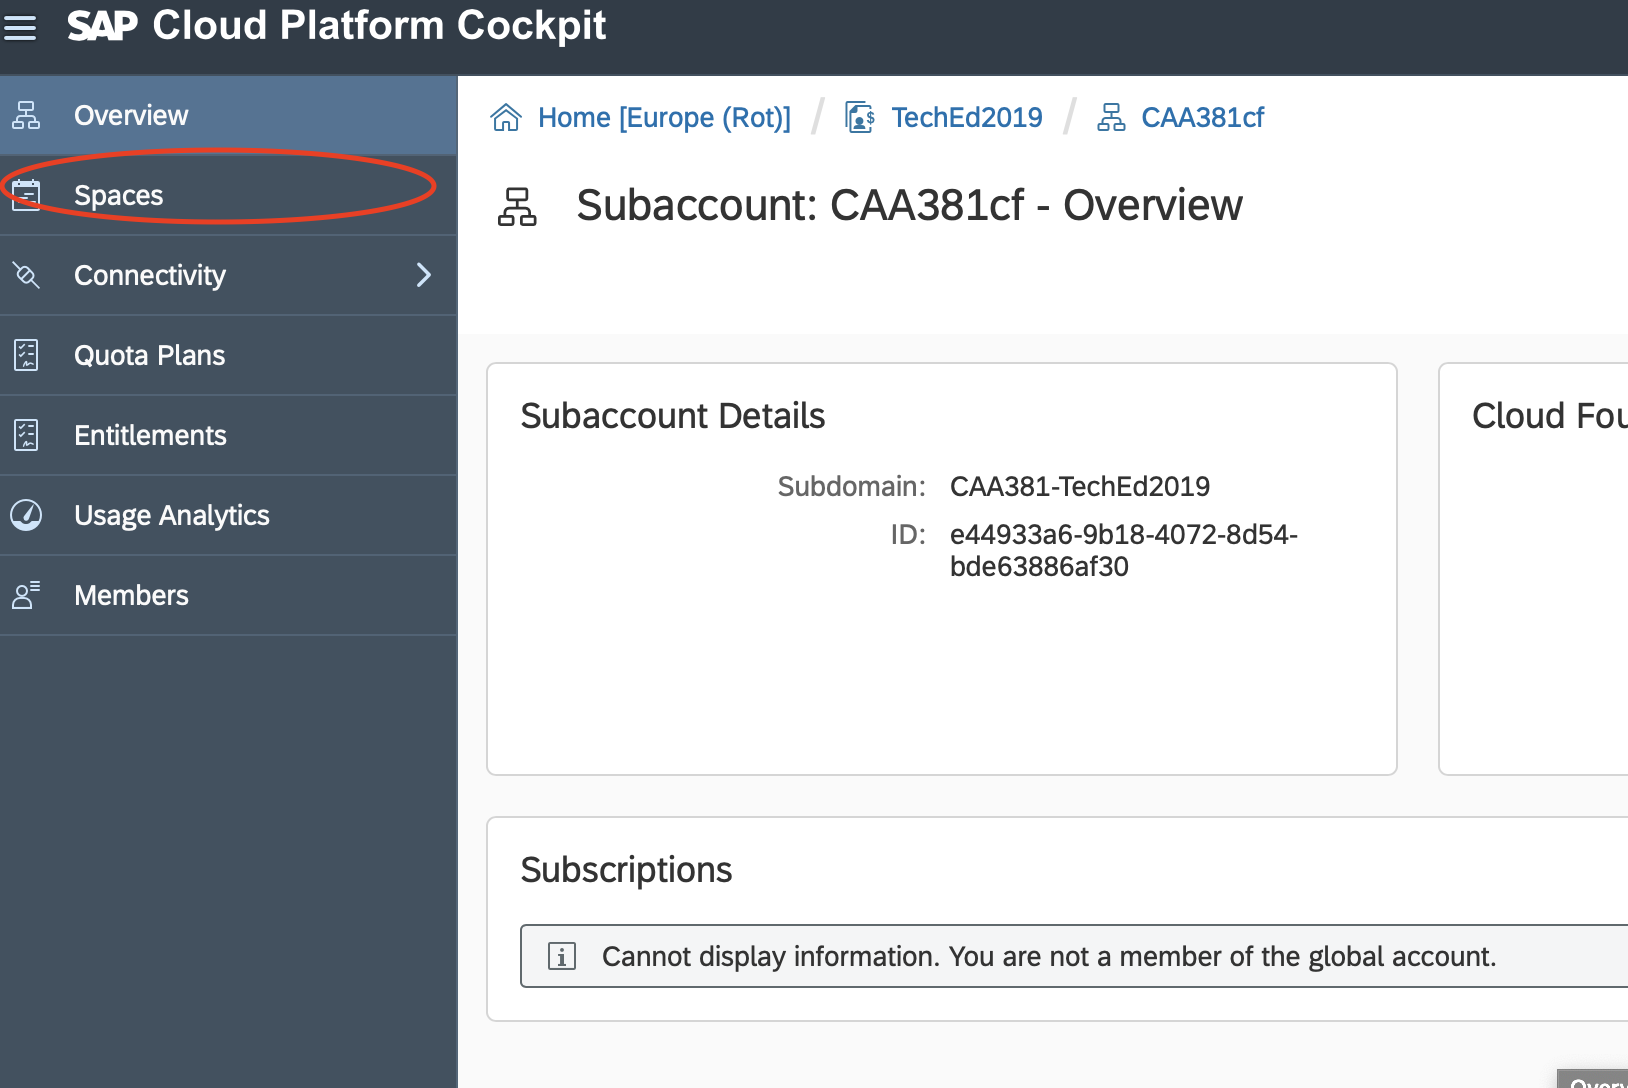 SAP Cloud Platform Cockpit
Overview
Spaces
Connectivity
Quota Plans
Entitlements
Usage Analytics
Members
Home [Europe (Rot)] / TechEd2019 / CAA381cf
Subaccount: CAA381cf - Overview
Subaccount Details
Subdomain: CAA381-TechEd2019
ID: e44933a6-9b18-4072-8d54-
bde63886af30
Cloud Fou
Subscriptions
Cannot display information. You are not a member of the global account.